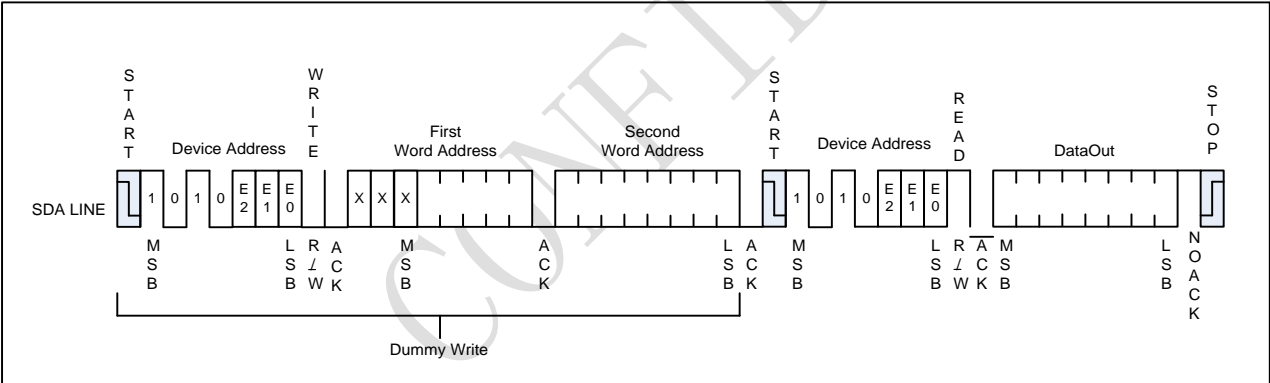 CONFI
START
WRITE
START
READ
STOP
Device Address
First
Word Address
Second
Word Address
Device Address
DataOut
SDA LINE
1 0 1 0 E2 E1 E0
X X X
1 0 1 0 E2 E1 E0
MSB
LSB
R/W
ACK
MSB
ACK
LSB
ACK
MSB
LSB
R/W
ACK
MSB
LSB
NOACK
Dummy Write